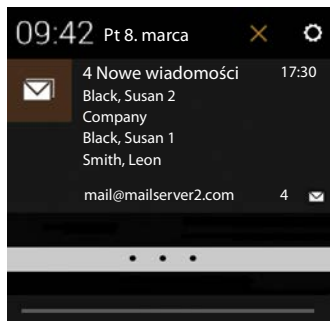 09:42 Pt 8. marca
4 Nowe wiadomości 17:30
Black, Susan 2
Company
Black, Susan 1
Smith, Leon
mail@mailserver2.com 4